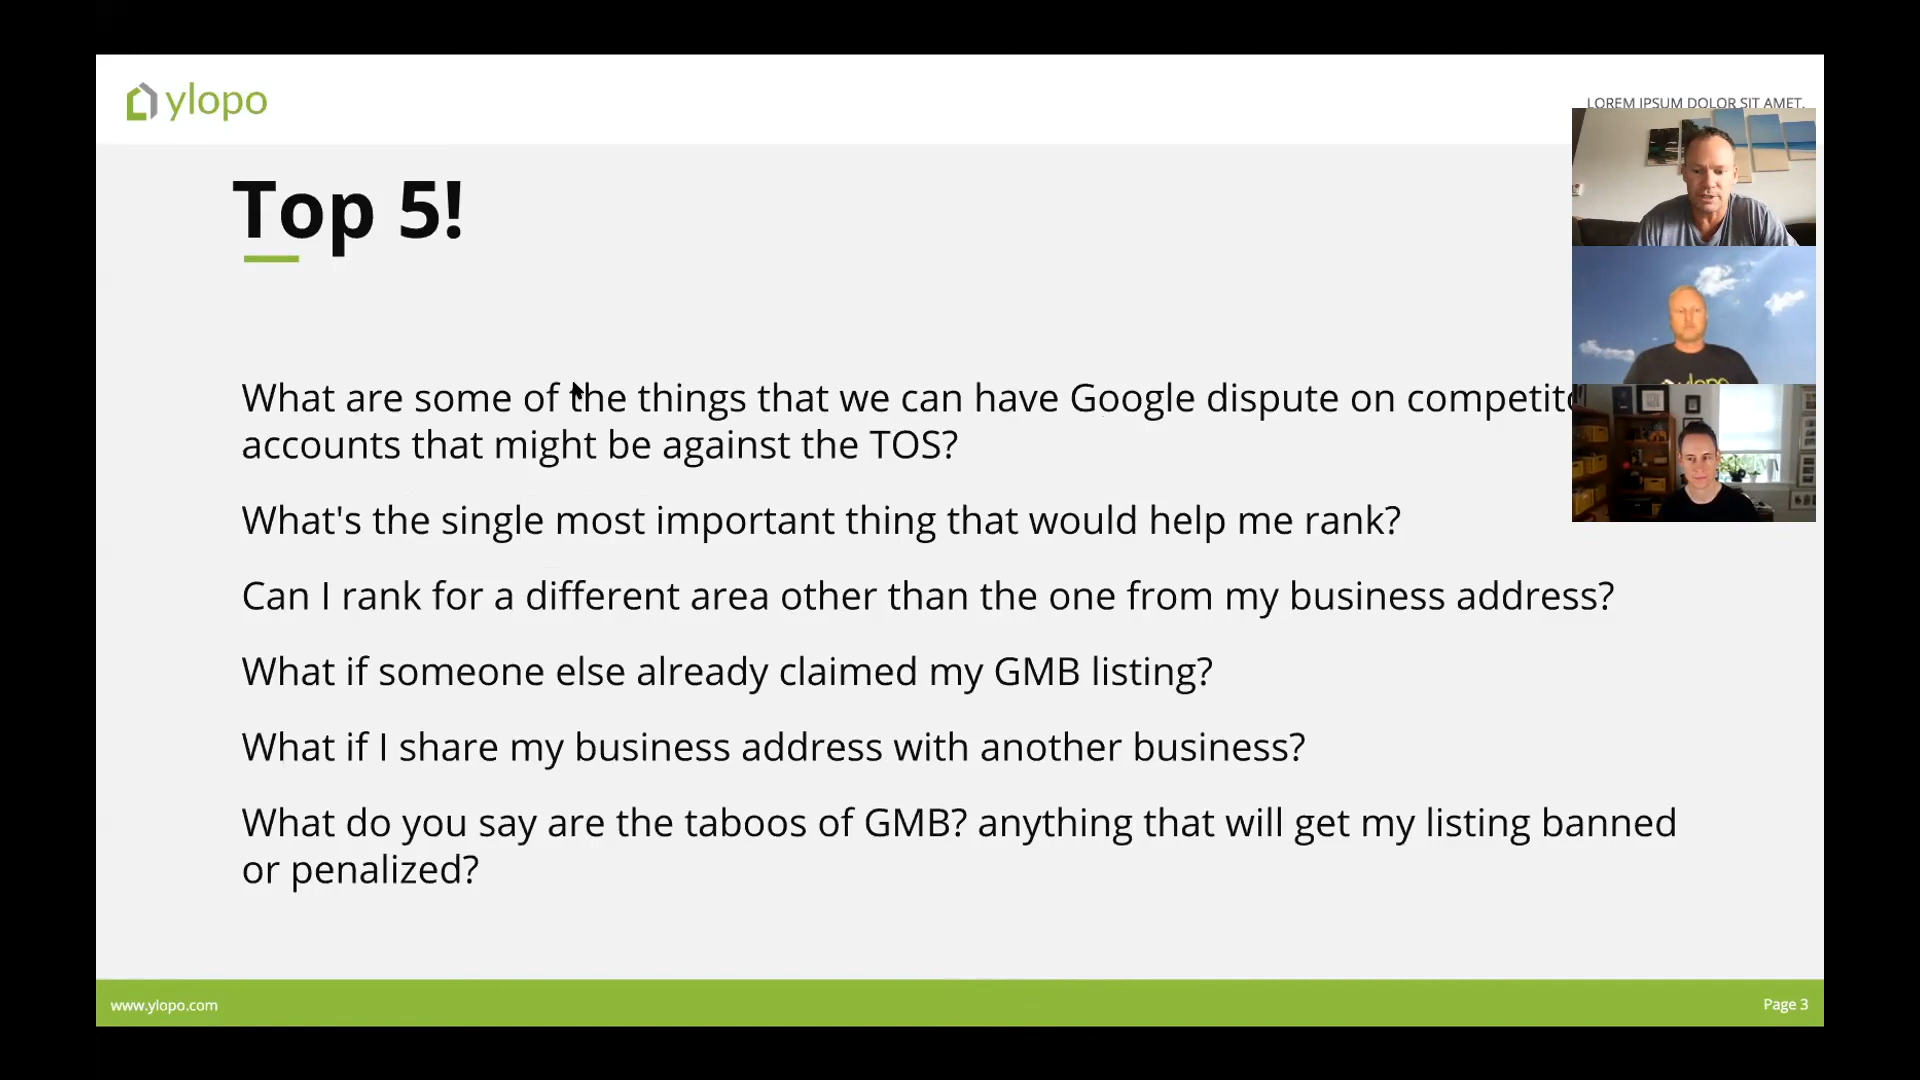 ylopo
LOREM IPSUM DOLOR SIT AMET,
Top 5!
What are some of the things that we can have Google dispute on
accounts that might be against the TOS?
What's the single most important thing that would help me rank?
Can I rank for a different area other than the one from my business address?
What if someone else already claimed my GMB listing?
What if I share my business address with another business?
What do you say are the taboos of GMB? anything that will get my listing banned
or penalized?
www.ylopo.com
Page 3